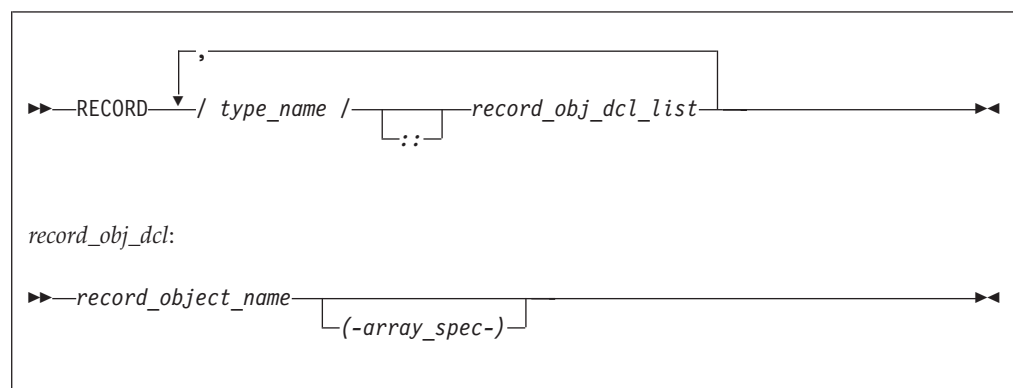 ,
RECORD / type_name / record_obj_dcl_list
::
record_obj_dcl:
record_object_name
(-array_spec-)